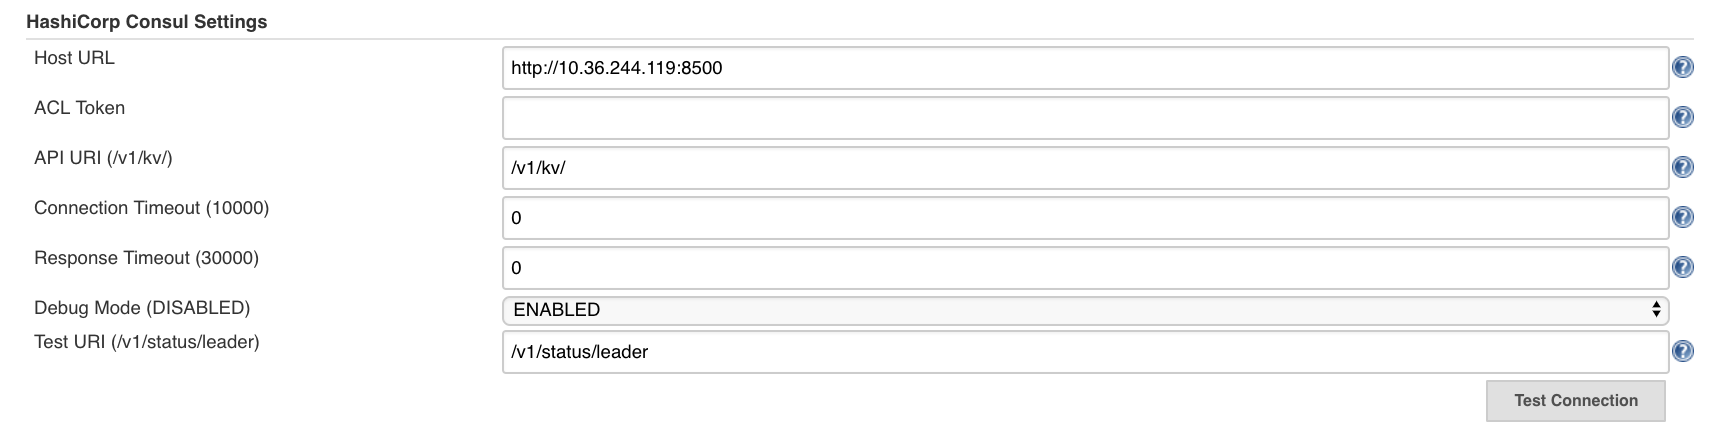 HashiCorp Consul Settings
Host URL
http://10.36.244.119:8500
ACL Token
API URI (/v1/kv/)
/v1/kv/
Connection Timeout (10000)
0
Response Timeout (30000)
0
Debug Mode (DISABLED)
ENABLED
Test URI (/v1/status/leader)
/v1/status/leader
Test Connection